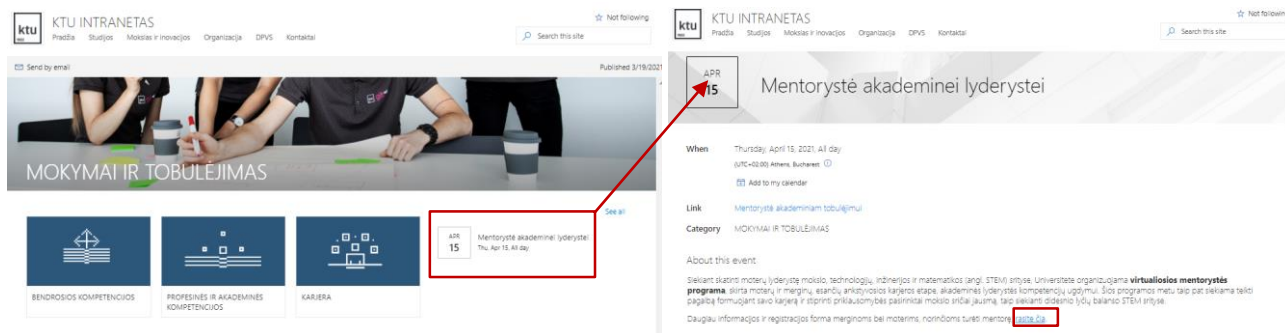 ktu
KTU INTRANETAS
Not following
Pradžia Studijos Mokslas ir inovacijos Organizacija DPVS Kontaktai
Search this site
Send by email
Published 3/19/2021
MOKYMAI IR TOBULĖJIMAS
See all
BENDROSIOS KOMPETENCIJOS
PROFESINĖS IR AKADEMINĖS
KOMPETENCIJOS
KARJERA
APR
15
Mentorystė akademinei lyderystei
Thu, Apr 15, All day
ktu
KTU INTRANETAS
Not followin
Pradžia Studijos Mokslas ir inovacijos Organizacija DPVS Kontaktai
Search this site
APR
15
Mentorystė akademinei lyderystei
When Thursday, April 15, 2021, All day
(UTC+02:00) Athens, Bucharest
Add to my calendar
Link Mentorystė akademiniam tobulėjimui
Category MOKYMAI IR TOBULĖJIMAS
About this event
Siekiant skatinti moterų lyderystę mokslo, technologijų, inžinerijos ir matematikos (angl. STEM) srityse, Universitete organizuojama virtualiosios mentorystės
programa, skirta moterų ir merginų, esančių ankstyvosios karjeros etape, akademinės lyderystės kompetencijų ugdymui. Šios programos metu taip pat siekiama teikti
pagalbą formuojant savo karjerą ir stiprinti priklausomybės pasirinktai mokslo sričiai jausmą, taip siekianti didesnio lyčių balanso STEM srityse.
Daugiau informacijos ir registracijos forma merginoms bei moterims, norinčioms turėti mentorę, rasite čia.